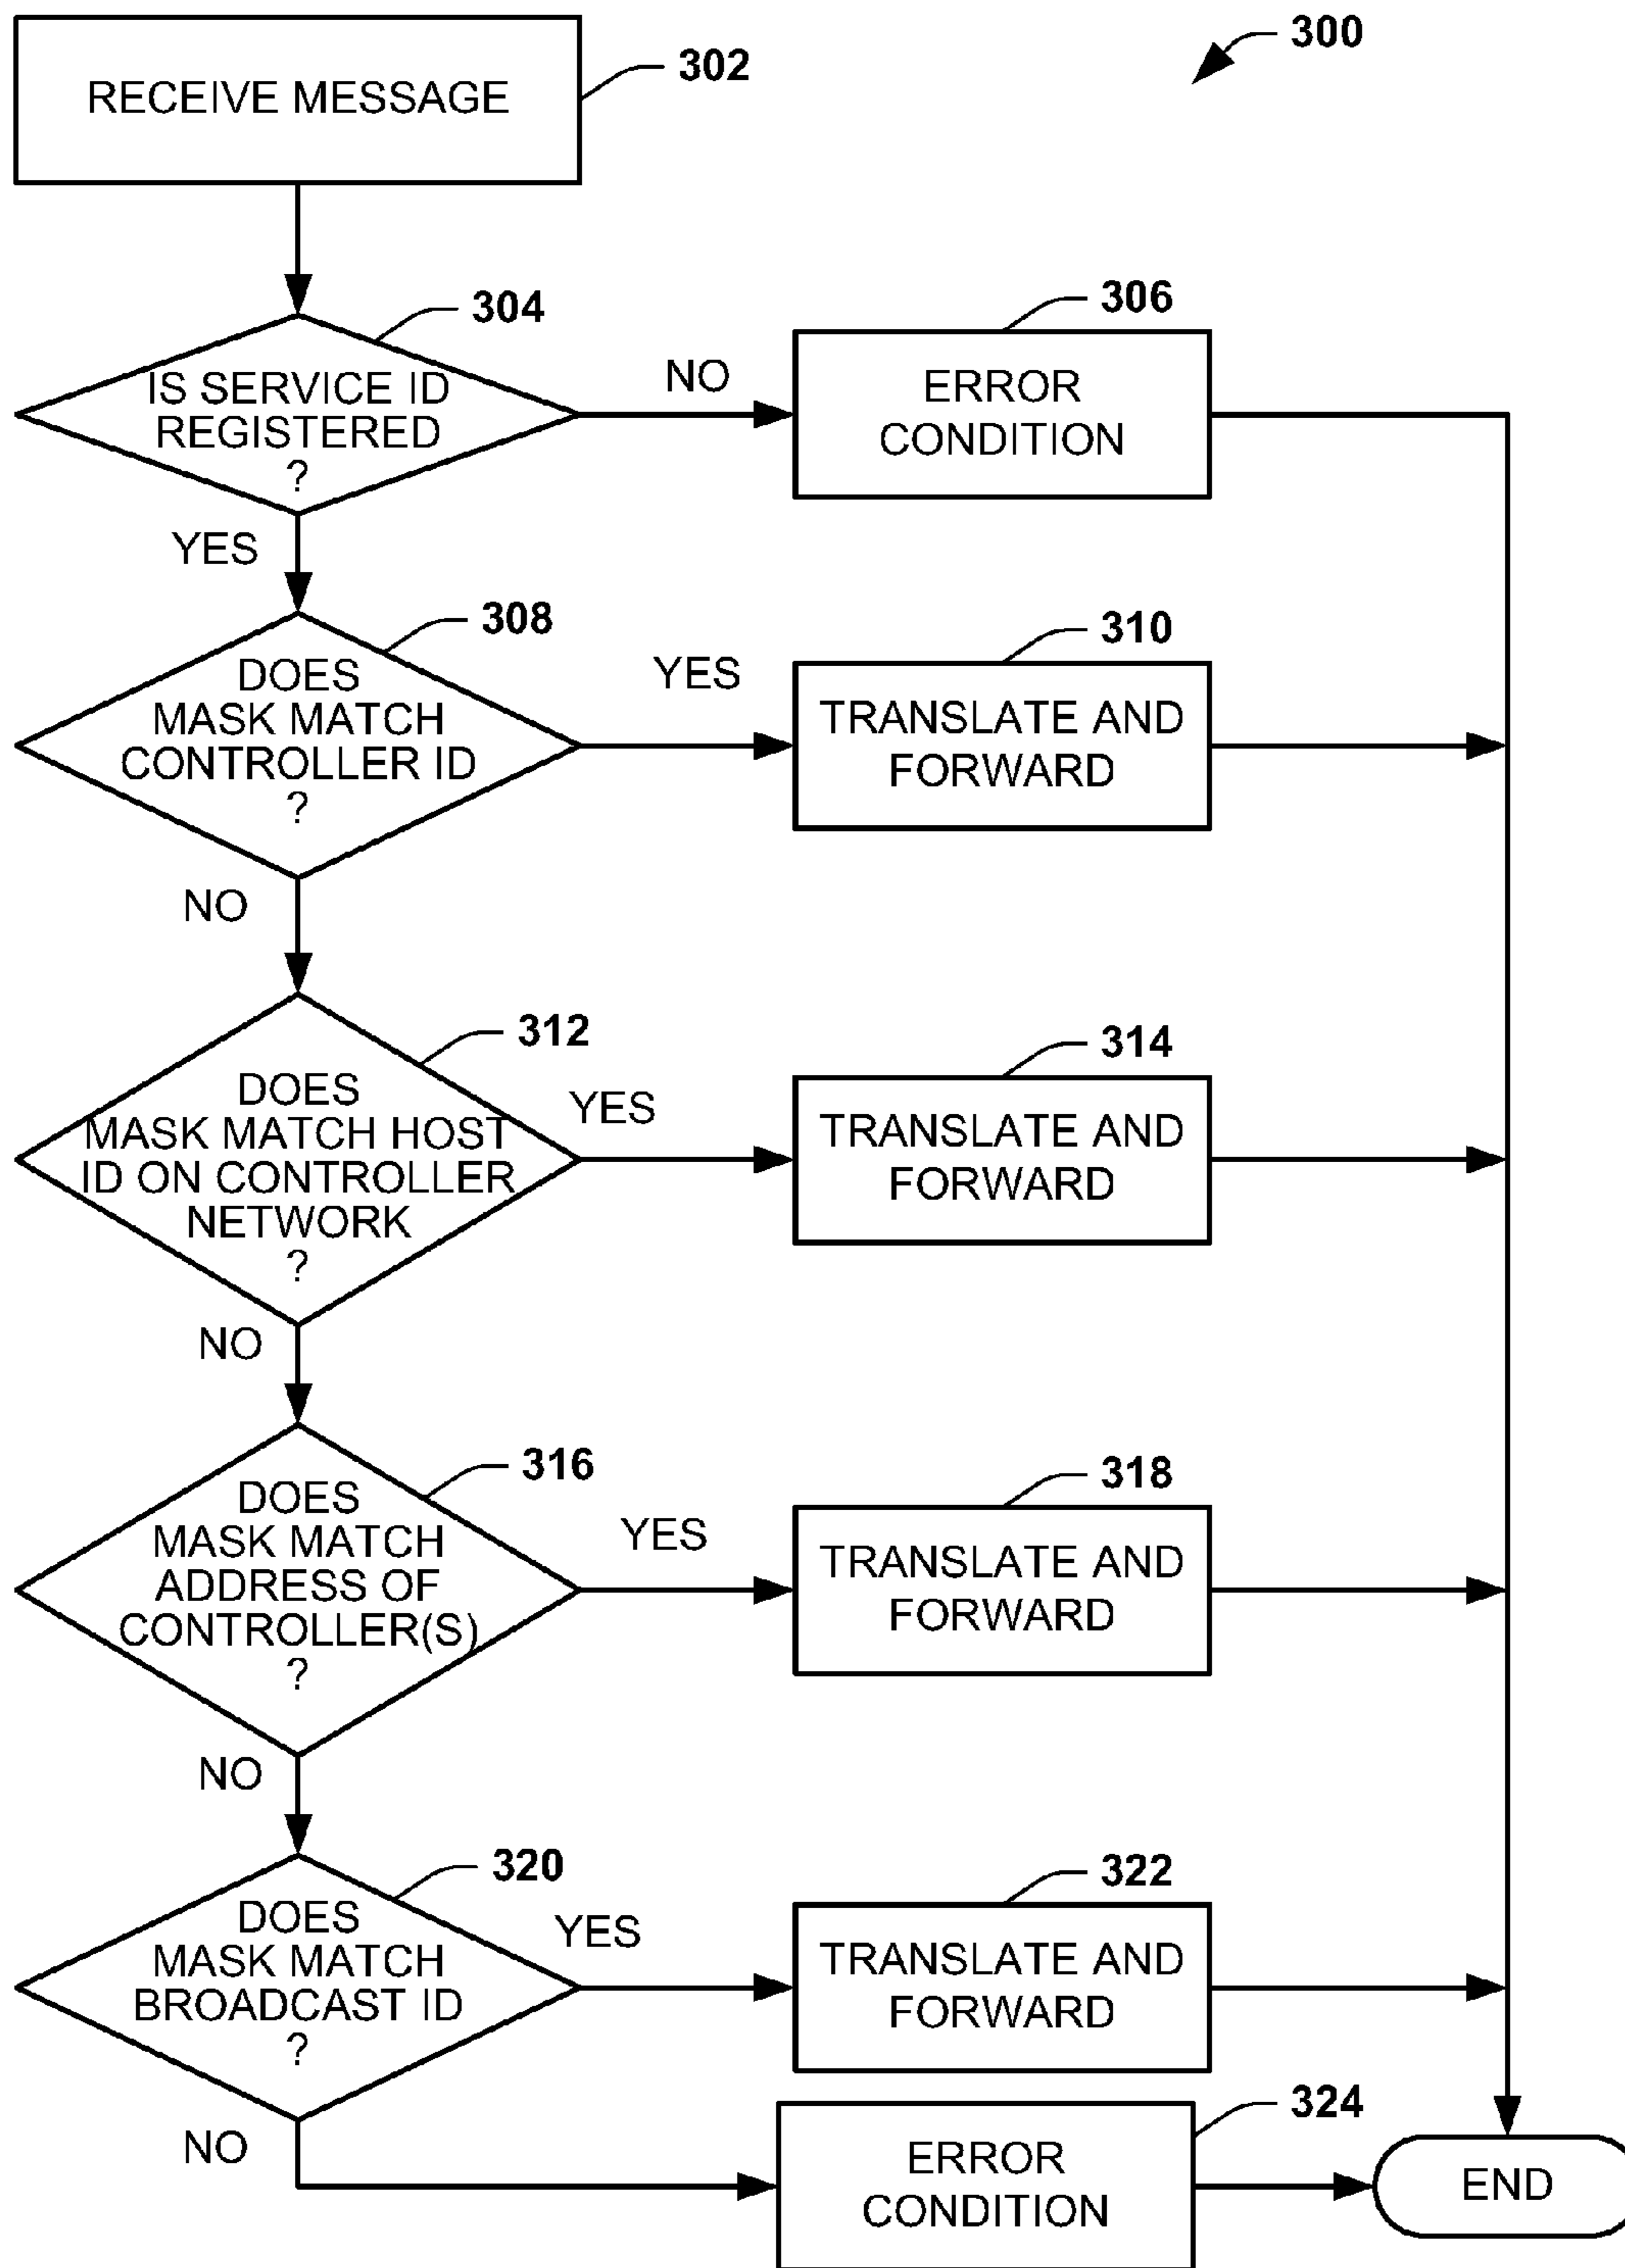 300
RECEIVE MESSAGE
302
304
IS SERVICE ID
REGISTERED
?
NO
306
ERROR
CONDITION
YES
308
DOES
MASK MATCH
CONTROLLER ID
?
YES
310
TRANSLATE AND
FORWARD
NO
312
DOES
MASK MATCH HOST
ID ON CONTROLLER
NETWORK
?
YES
314
TRANSLATE AND
FORWARD
NO
316
DOES
MASK MATCH
ADDRESS OF
CONTROLLER(S)
?
YES
318
TRANSLATE AND
FORWARD
NO
320
DOES
MASK MATCH
BROADCAST ID
?
YES
322
TRANSLATE AND
FORWARD
NO
324
ERROR
CONDITION
END